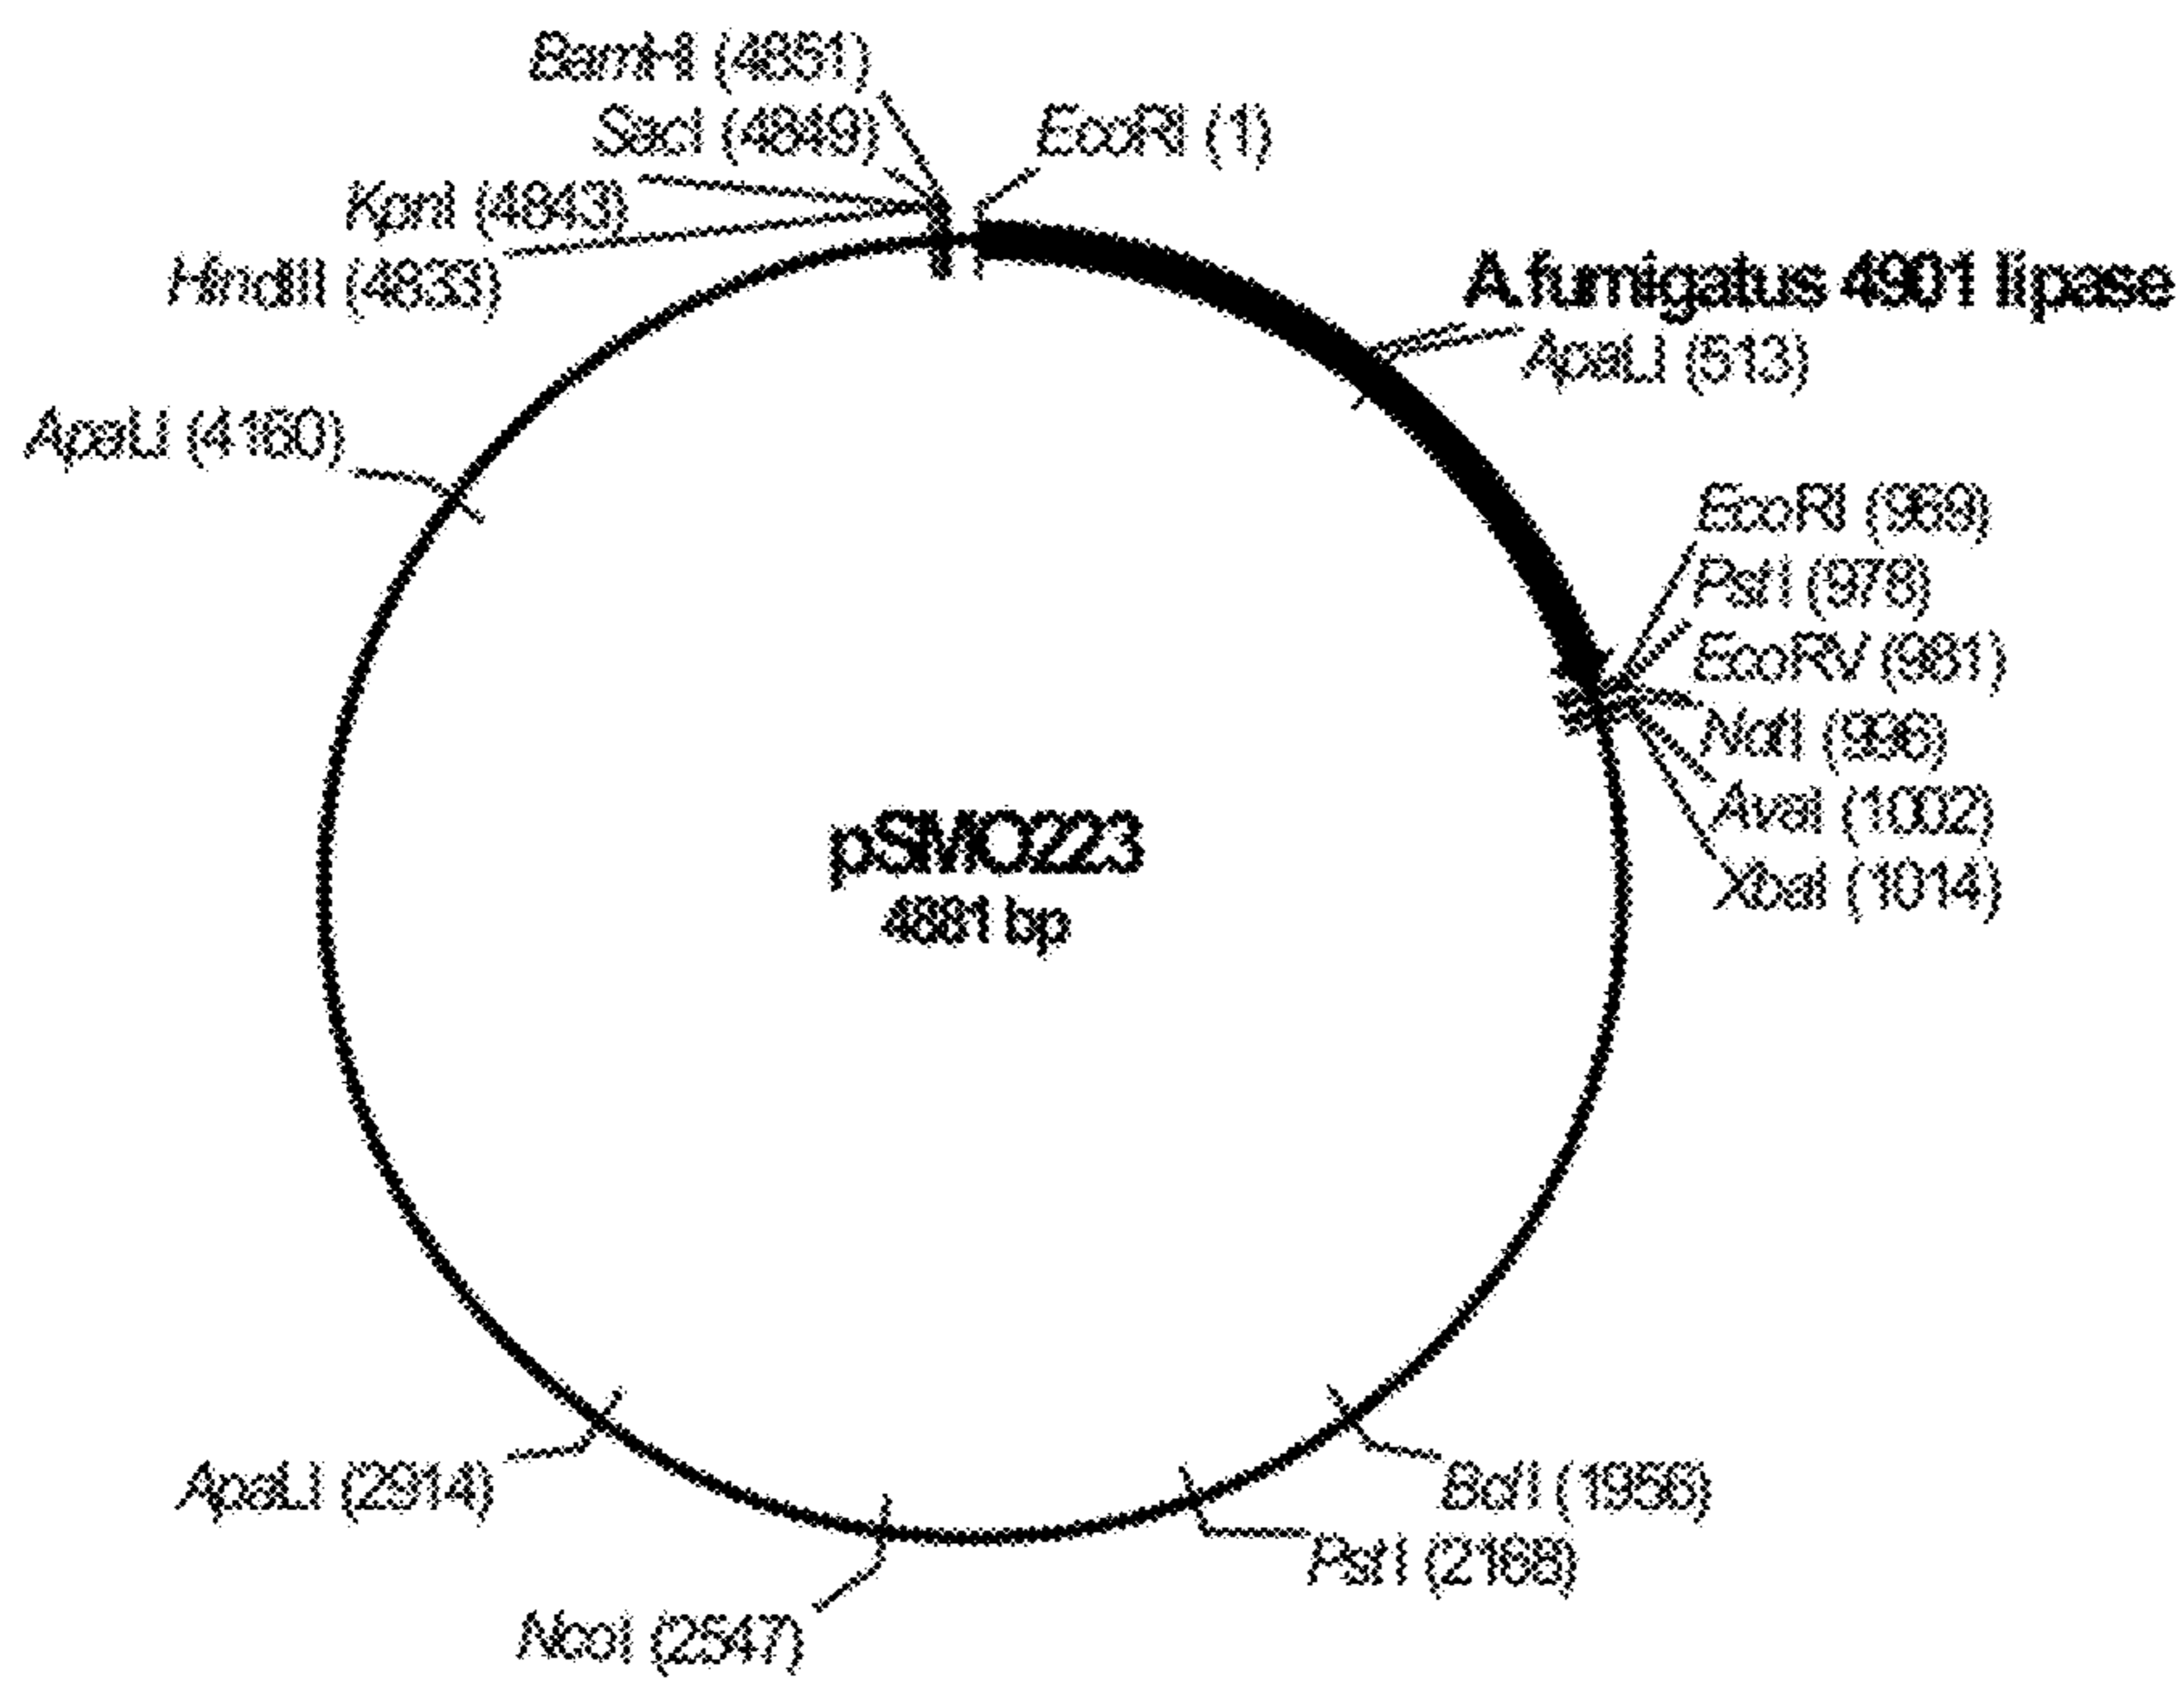 BamHI (4851)
SacI (4849)
EcoRI (1)
KpnI (4843)
HindIII (4833)
A fumigatus 4901 lipase
ApaLI (513)
ApaLI (4160)
EcoRI (969)
PstI (978)
EcoRV (981)
NotI (996)
AvaI (1002)
XbaI (1014)
pSMO223
4881 bp
ApaLI (2914)
BclI (1956)
PstI
NcoI (2547)